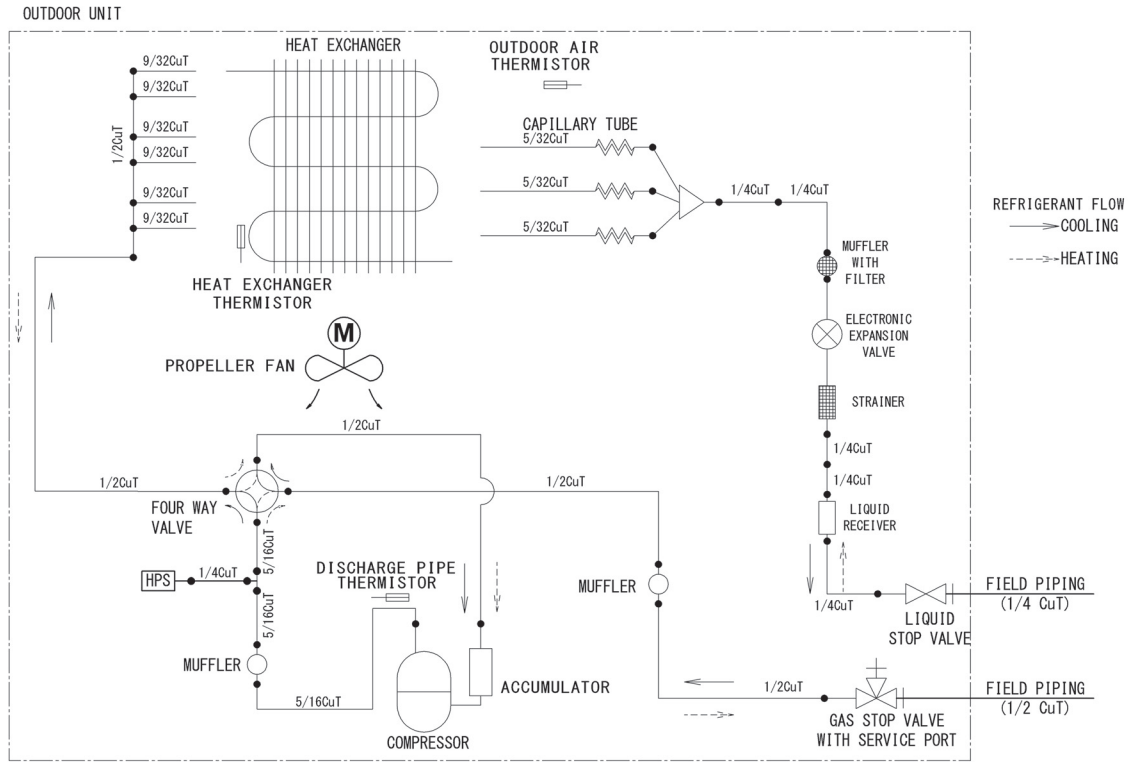 OUTDOOR UNIT
HEAT EXCHANGER
OUTDOOR AIR
THERMISTOR
9/32CuT
9/32CuT
9/32CuT
9/32CuT
9/32CuT
9/32CuT
1/2CuT
CAPILLARY TUBE
5/32CuT
5/32CuT
5/32CuT
1/4CuT
1/4CuT
REFRIGERANT FLOW
COOLING
HEATING
MUFFLER
WITH
FILTER
HEAT EXCHANGER
THERMISTOR
ELECTRONIC
EXPANSION
VALVE
M
PROPELLER FAN
STRAINER
1/2CuT
1/4CuT
1/4CuT
1/2CuT
1/2CuT
FOUR WAY
VALVE
LIQUID
RECEIVER
5/16CuT
HPS
1/4CuT
DISCHARGE PIPE
THERMISTOR
MUFFLER
5/16CuT
1/4CuT
FIELD PIPING
(1/4 CuT)
LIQUID
STOP VALVE
MUFFLER
5/16CuT
ACCUMULATOR
COMPRESSOR
1/2CuT
FIELD PIPING
(1/2 CuT)
GAS STOP VALVE
WITH SERVICE PORT